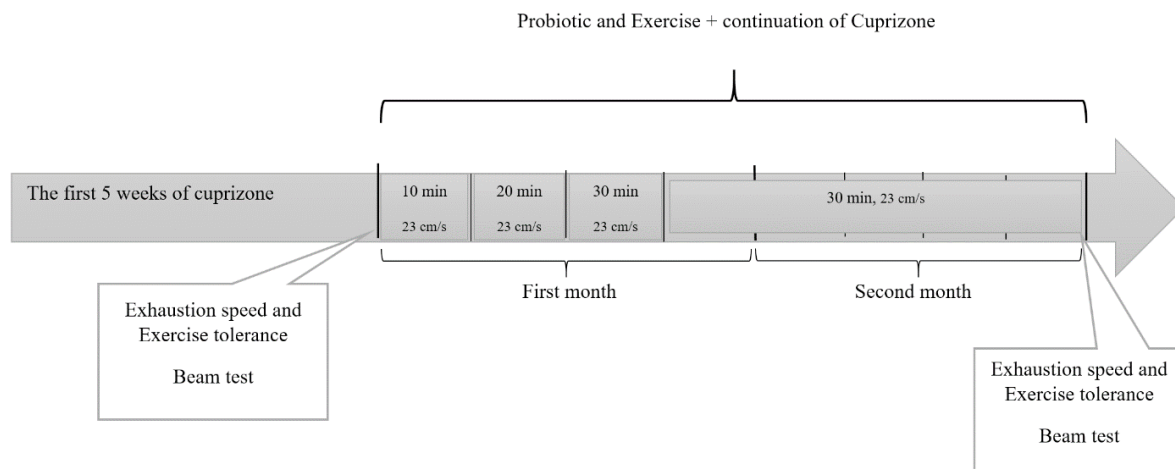 Probiotic and Exercise + continuation of Cuprizone
The first 5 weeks of cuprizone
10 min
23 cm/s
20 min
23 cm/s
30 min
23 cm/s
30 min, 23 cm/s
First month
Second month
Exhaustion speed and
Exercise tolerance
Beam test
Exhaustion speed and
Exercise tolerance
Beam test